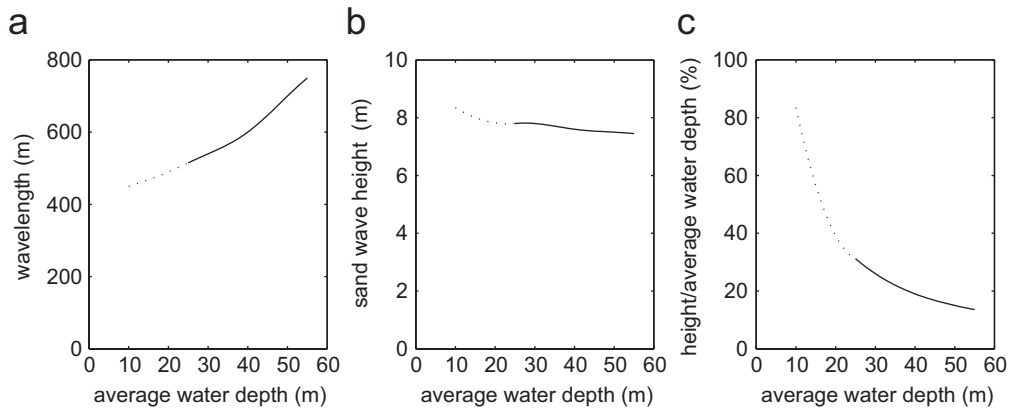 a
800
600
400
200
0
wavelength (m)
0 10 20 30 40 50 60
average water depth (m)
b
10
8
6
4
2
0
sand wave height (m)
0 10 20 30 40 50 60
average water depth (m)
c
100
80
60
40
20
0
height/average water depth (%)
0 10 20 30 40 50 60
average water depth (m)